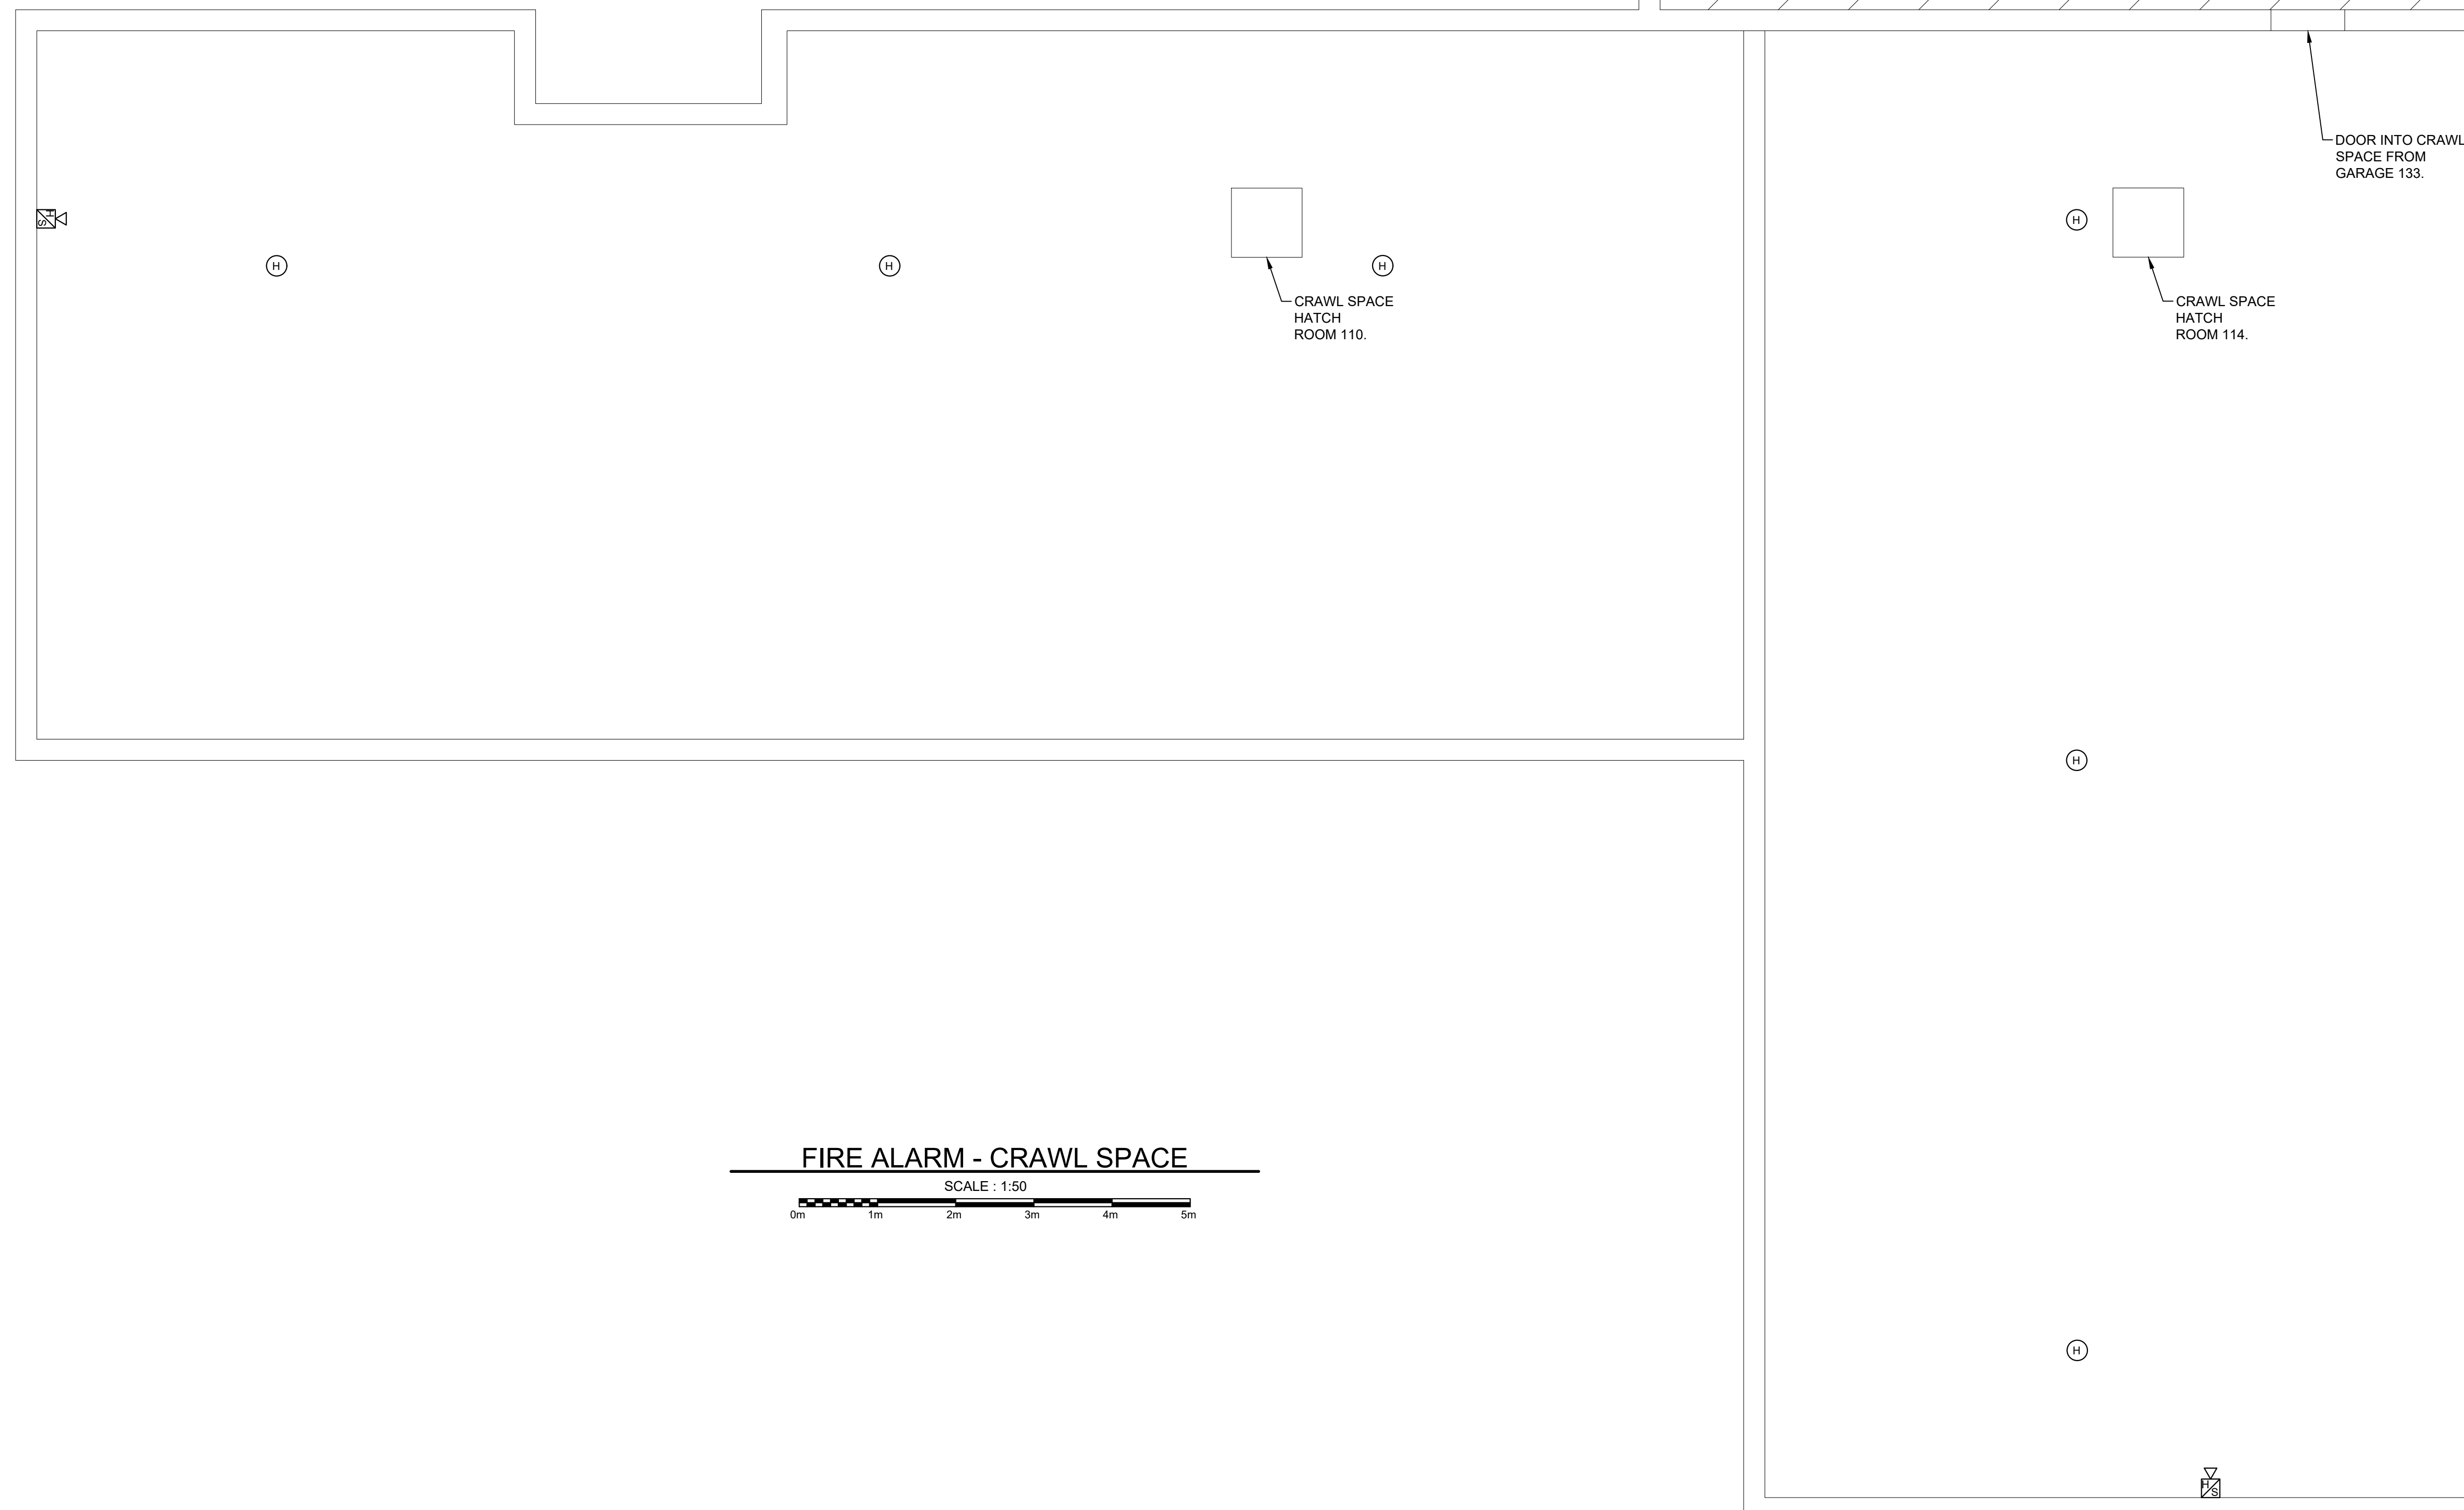 DOOR INTO CRAWL
SPACE FROM
GARAGE 133.
H
S
H
H
H
H
CRAWL SPACE
HATCH
ROOM 110.
CRAWL SPACE
HATCH
ROOM 114.
H
FIRE ALARM - CRAWL SPACE
SCALE : 1:50
0m 1m 2m 3m 4m 5m
H
H
S